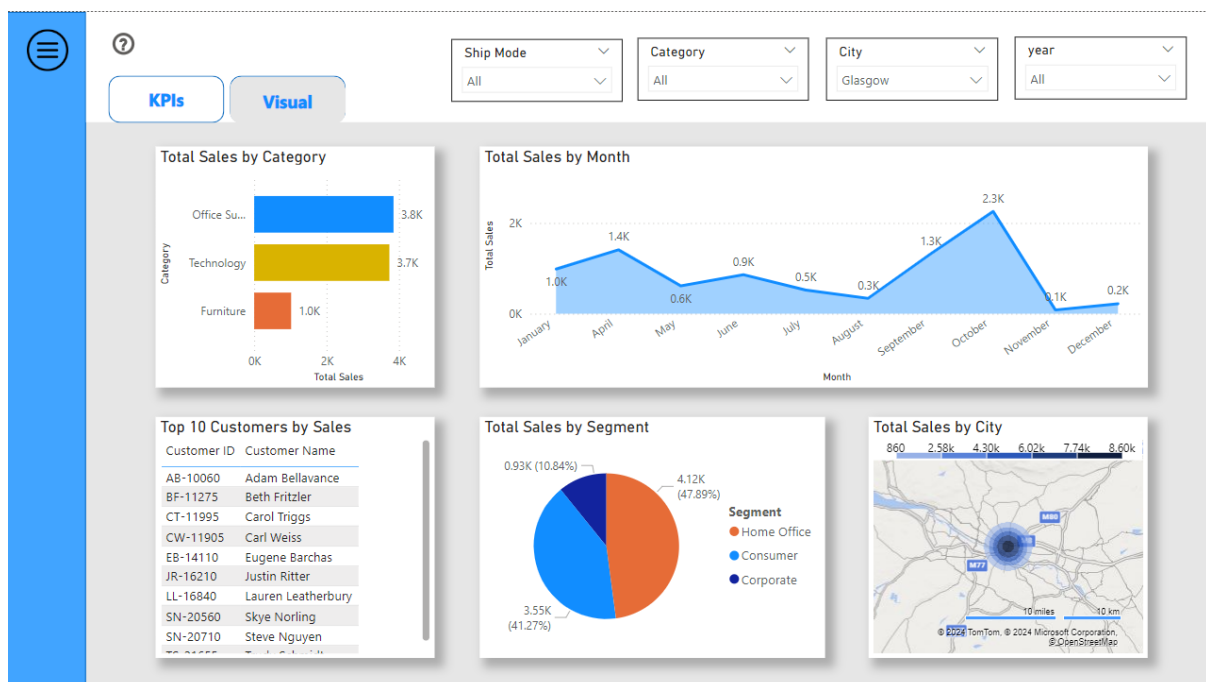 Ship Mode
All
Category
All
City
Glasgow
year
All
KPIs
Visual
Total Sales by Category
Category
Office Su...
3.8K
Technology
3.7K
Furniture
1.0K
0K 2K 4K
Total Sales
Total Sales by Month
Total Sales
2K
0K
1.0K
1.4K
0.6K
0.9K
0.5K
0.3K
1.3K
2.3K
0.1K
0.2K
January April May June July August September October November December
Month
Top 10 Customers by Sales
Customer ID Customer Name
AB-10060 Adam Bellavance
BF-11275 Beth Fritzler
CT-11995 Carol Triggs
CW-11905 Carl Weiss
EB-14110 Eugene Barchas
JR-16210 Justin Ritter
LL-16840 Lauren Leatherbury
SN-20560 Skye Norling
SN-20710 Steve Nguyen
Total Sales by Segment
0.93K (10.84%)
4.12K
(47.89%)
3.55K
(41.27%)
Segment
Home Office
Consumer
Corporate
Total Sales by City
860 2.58k 4.30k 6.02k 7.74k 8.60k
M80
M8
M77
10 miles 10 km
© 2024 TomTom, © 2024 Microsoft Corporation,
© OpenStreetMap